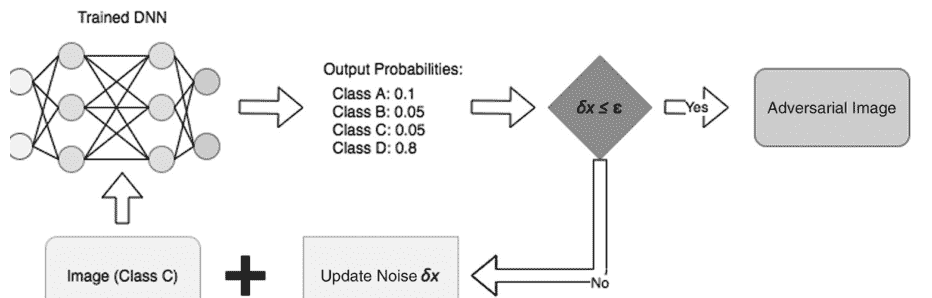 Trained DNN
Output Probabilities:
Class A: 0.1
Class B: 0.05
Class C: 0.05
Class D: 0.8
δx ≤ ε
Yes
Adversarial Image
Image (Class C)
+
Update Noise δx
No